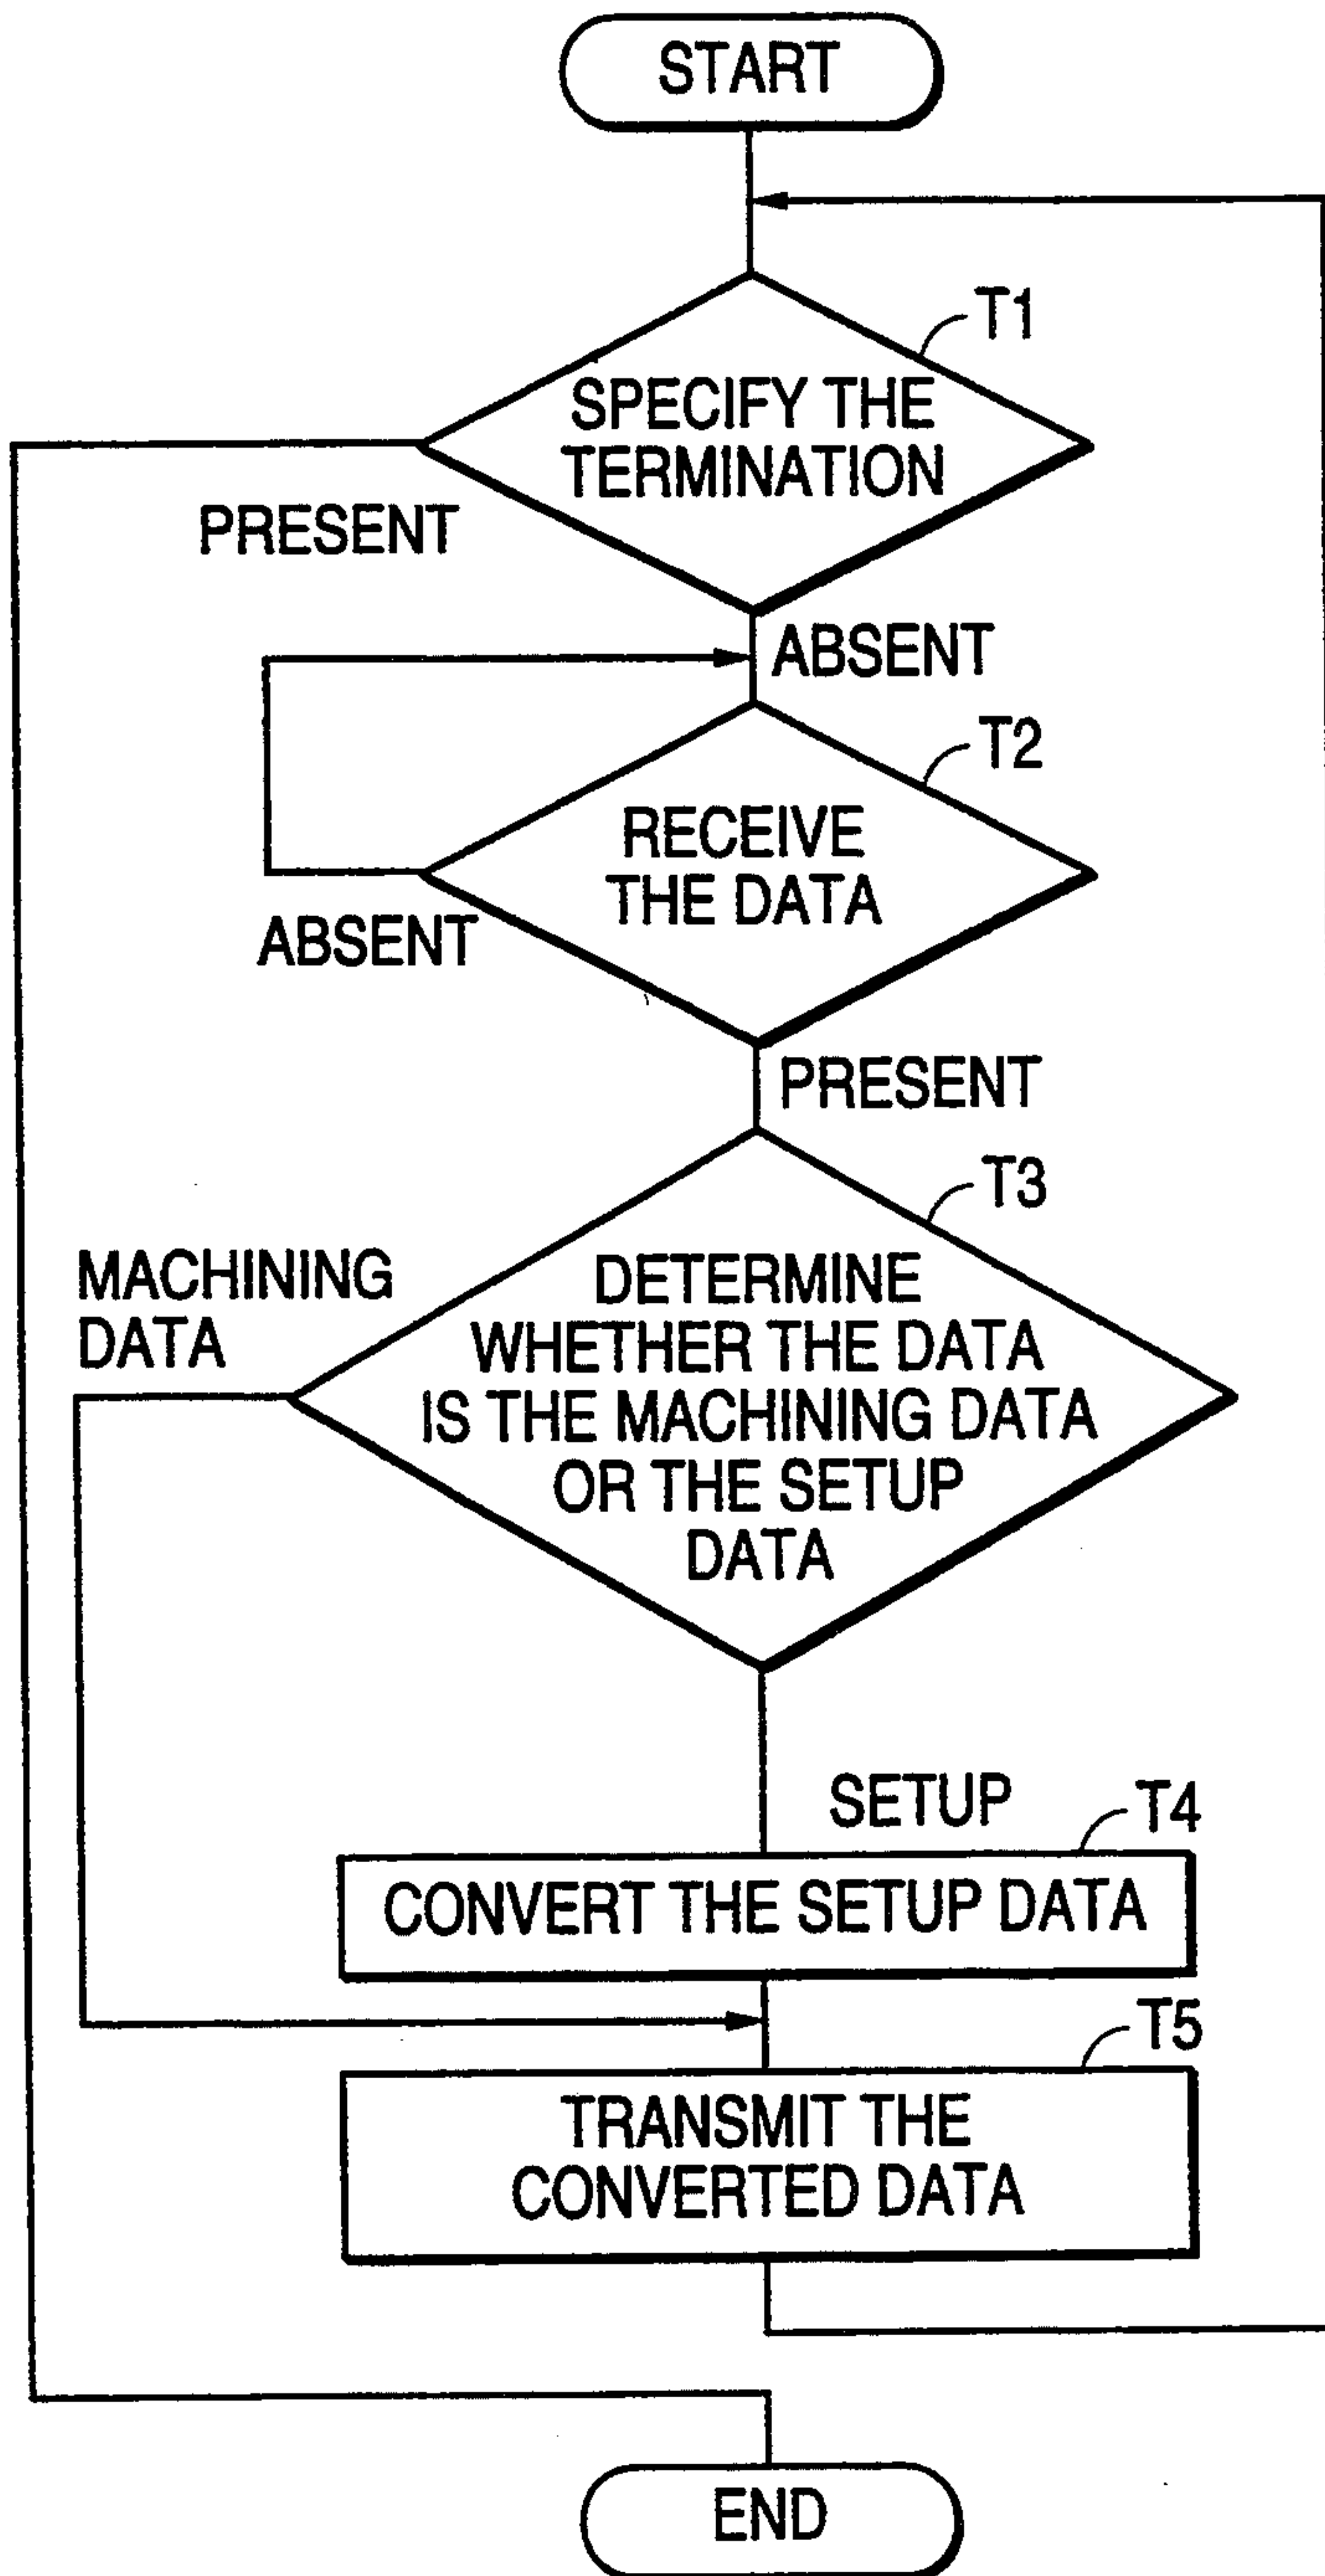 START
T1
SPECIFY THE
TERMINATION
PRESENT
ABSENT
T2
RECEIVE
THE DATA
ABSENT
PRESENT
T3
MACHINING
DATA
DETERMINE
WHETHER THE DATA
IS THE MACHINING DATA
OR THE SETUP
DATA
SETUP
T4
CONVERT THE SETUP DATA
T5
TRANSMIT THE
CONVERTED DATA
END